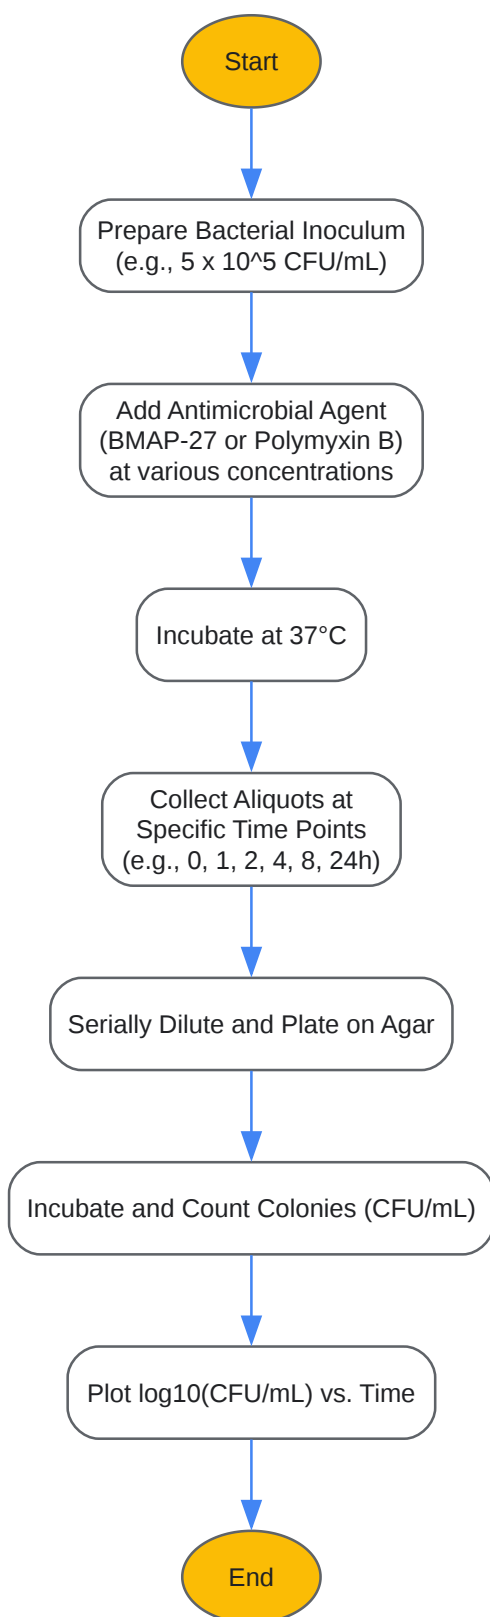 Start
Prepare Bacterial Inoculum
(e.g., 5 x 10^5 CFU/mL)
Add Antimicrobial Agent
(BMAP-27 or Polymyxin B)
at various concentrations
Incubate at 37°C
Collect Aliquots at
Specific Time Points
(e.g., 0, 1, 2, 4, 8, 24h)
Serially Dilute and Plate on Agar
Incubate and Count Colonies (CFU/mL)
Plot log10(CFU/mL) vs. Time
End